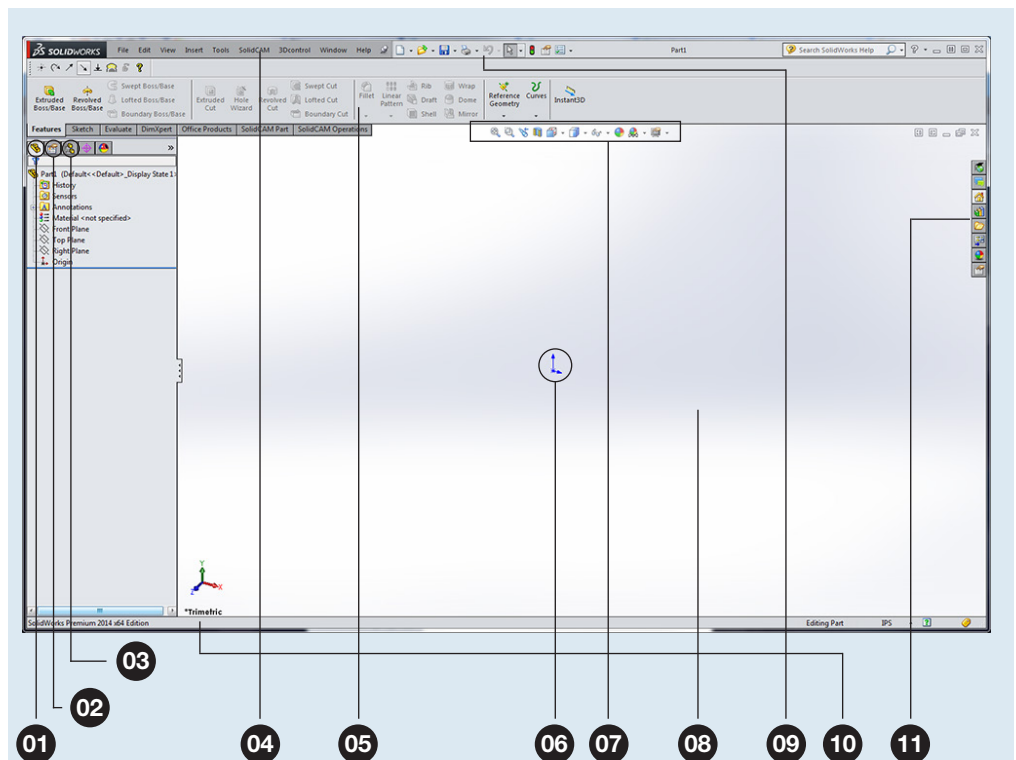 SOLIDWORKS File Edit View Insert Tools SolidCAM 3Dcontrol Window Help Part1 Search SolidWorks Help
Extruded Boss/Base
Revolved Boss/Base
Swept Boss/Base
Lofted Boss/Base
Boundary Boss/Base
Extruded Cut
Hole Wizard
Revolved Cut
Swept Cut
Lofted Cut
Boundary Cut
Fillet
Linear Pattern
Rib
Draft
Shell
Wrap
Dome
Mirror
Reference Geometry
Curves
Instant3D
Features Sketch Evaluate DimXpert Office Products SolidCAM Part SolidCAM Operations
Part1 (Default<<Default>_Display State 1>
History
Sensors
Annotations
Material <not specified>
Front Plane
Top Plane
Right Plane
Origin
Y
Z X
*Trimetric
SolidWorks Premium 2014 x64 Edition Editing Part IPS
03
02
01 04 05 06 07 08 09 10 11